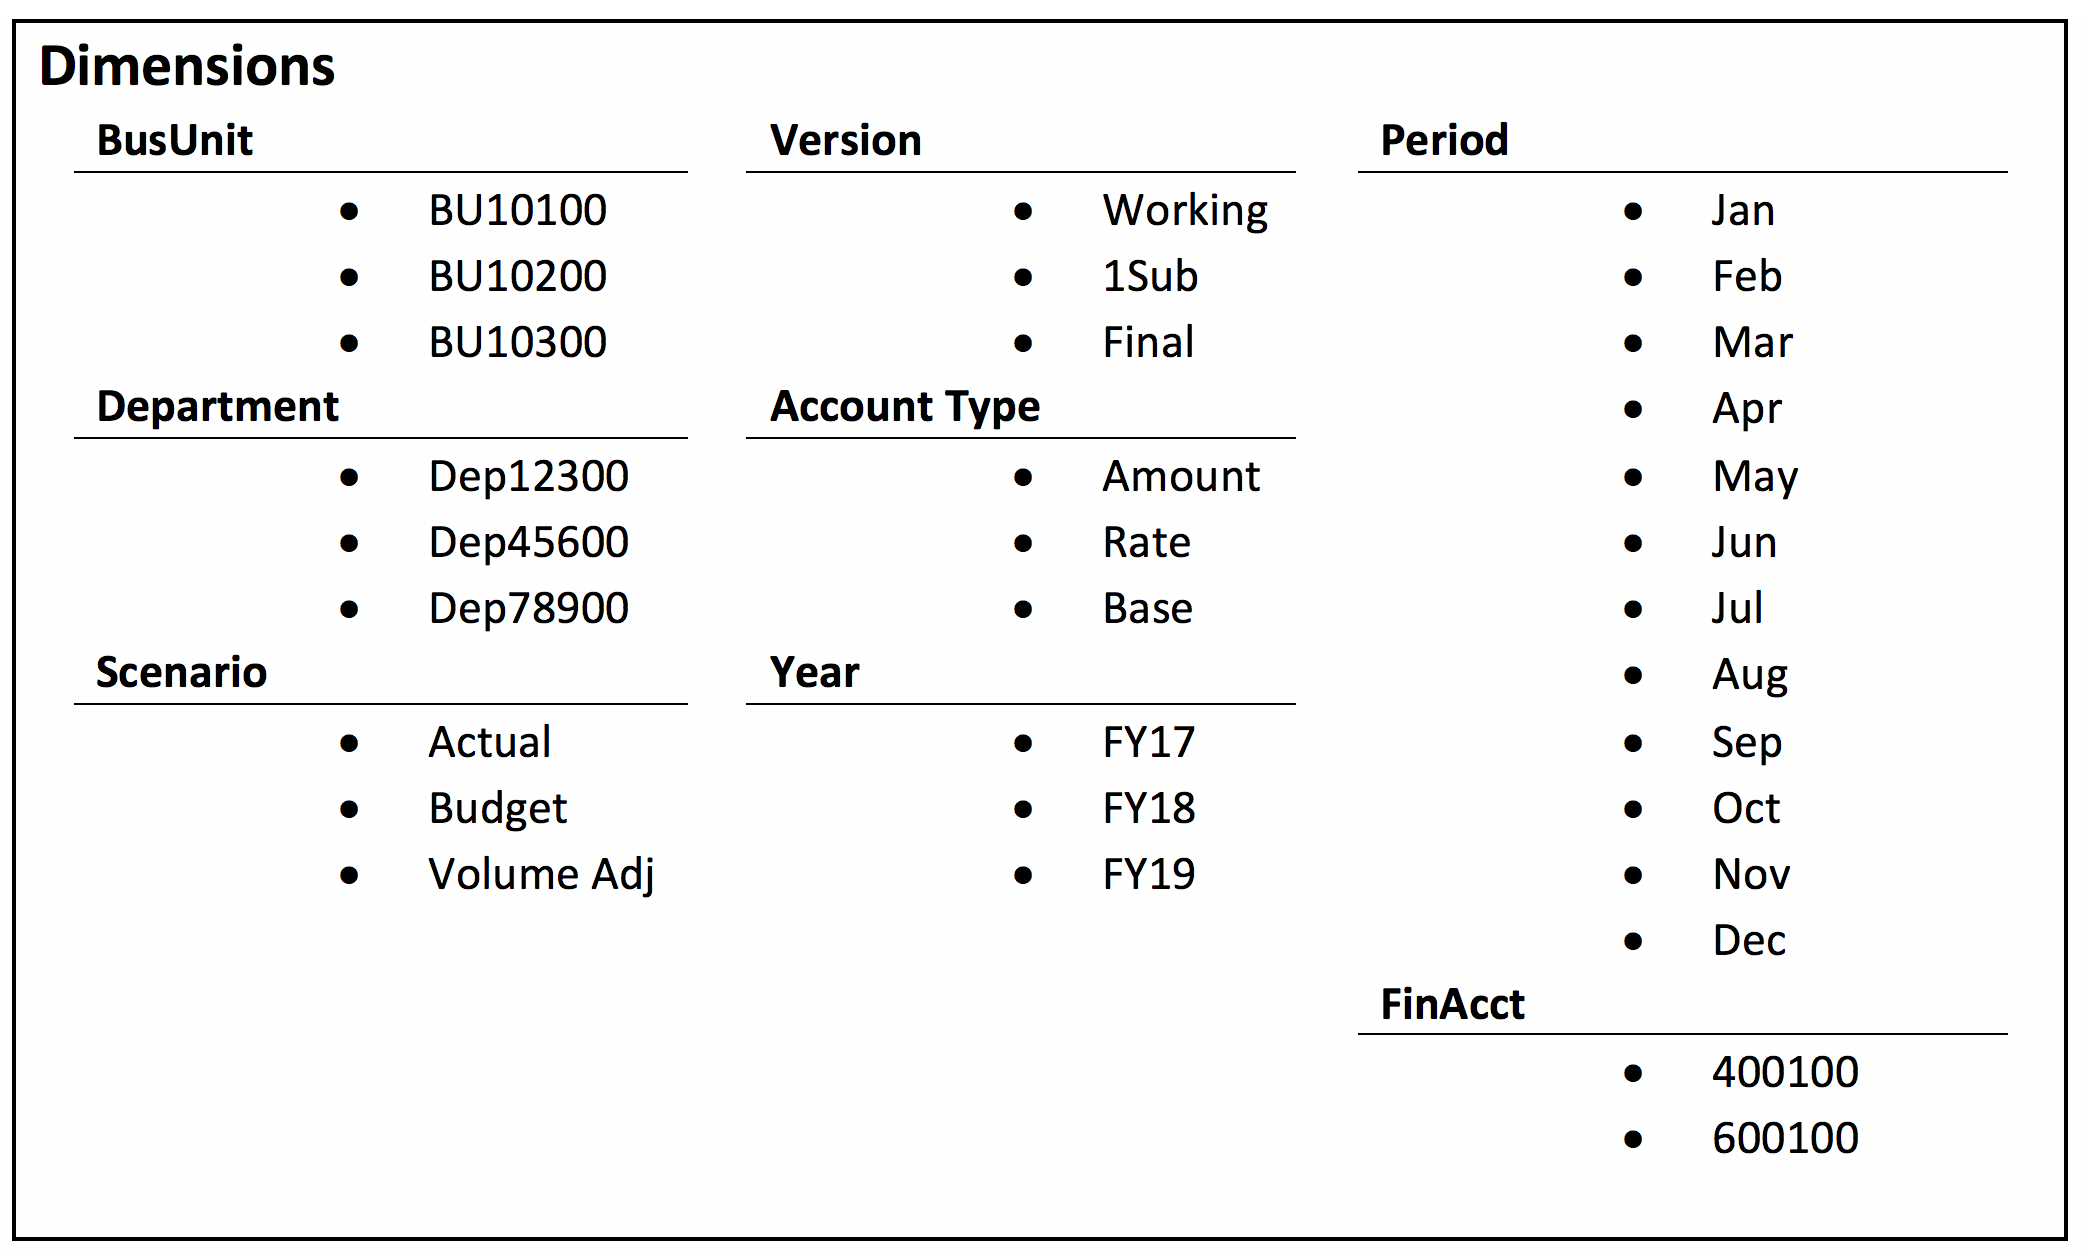 Dimensions
BusUnit
• BU10100
• BU10200
• BU10300
Department
• Dep12300
• Dep45600
• Dep78900
Scenario
• Actual
• Budget
• Volume Adj
Version
• Working
• 1Sub
• Final
Account Type
• Amount
• Rate
• Base
Year
• FY17
• FY18
• FY19
Period
• Jan
• Feb
• Mar
• Apr
• May
• Jun
• Jul
• Aug
• Sep
• Oct
• Nov
• Dec
FinAcct
• 400100
• 600100